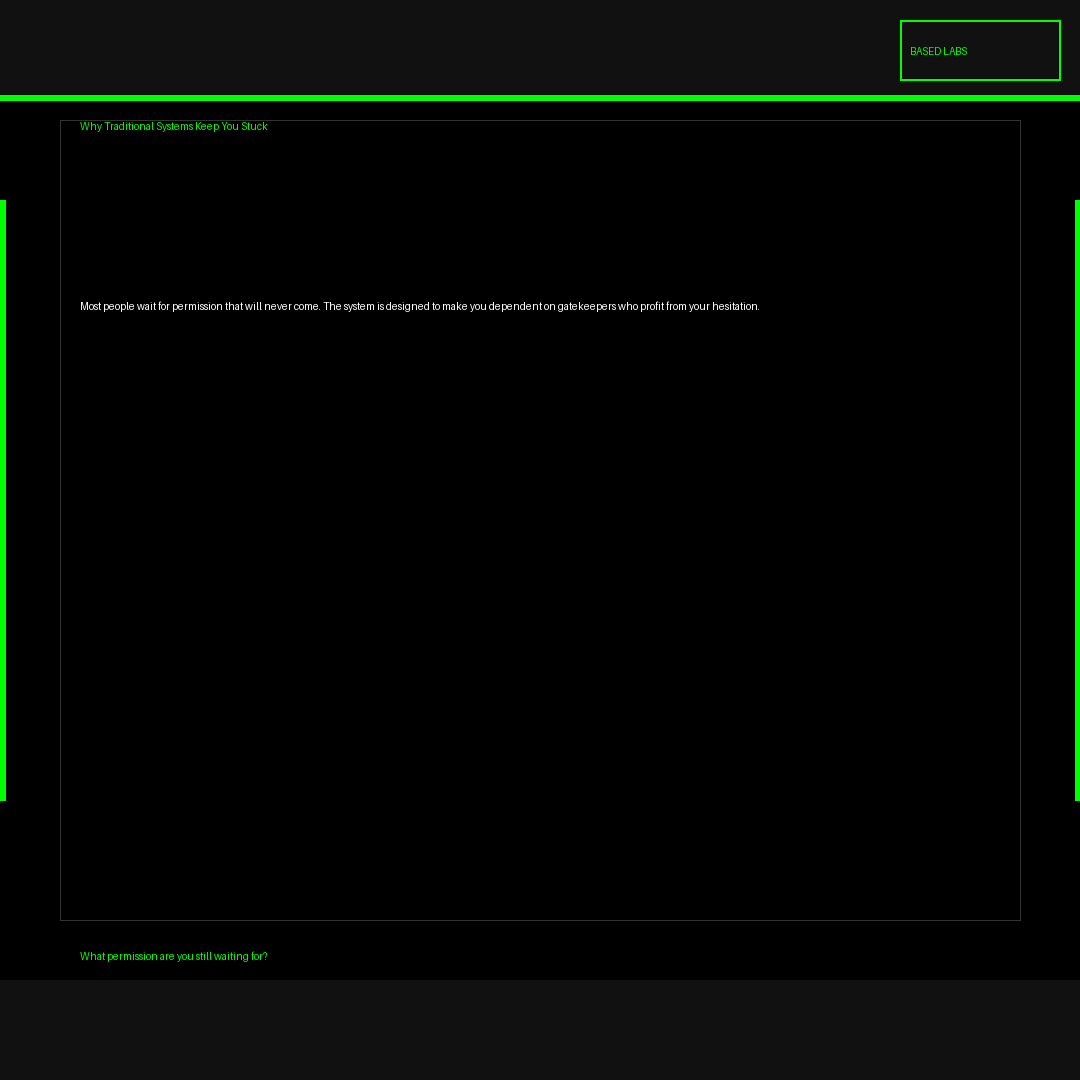 BASED LABS
Why Traditional Systems Keep You Stuck
Most people wait for permission that will never come. The system is designed to make you dependent on gatekeepers who profit from your hesitation.
What permission are you still waiting for?